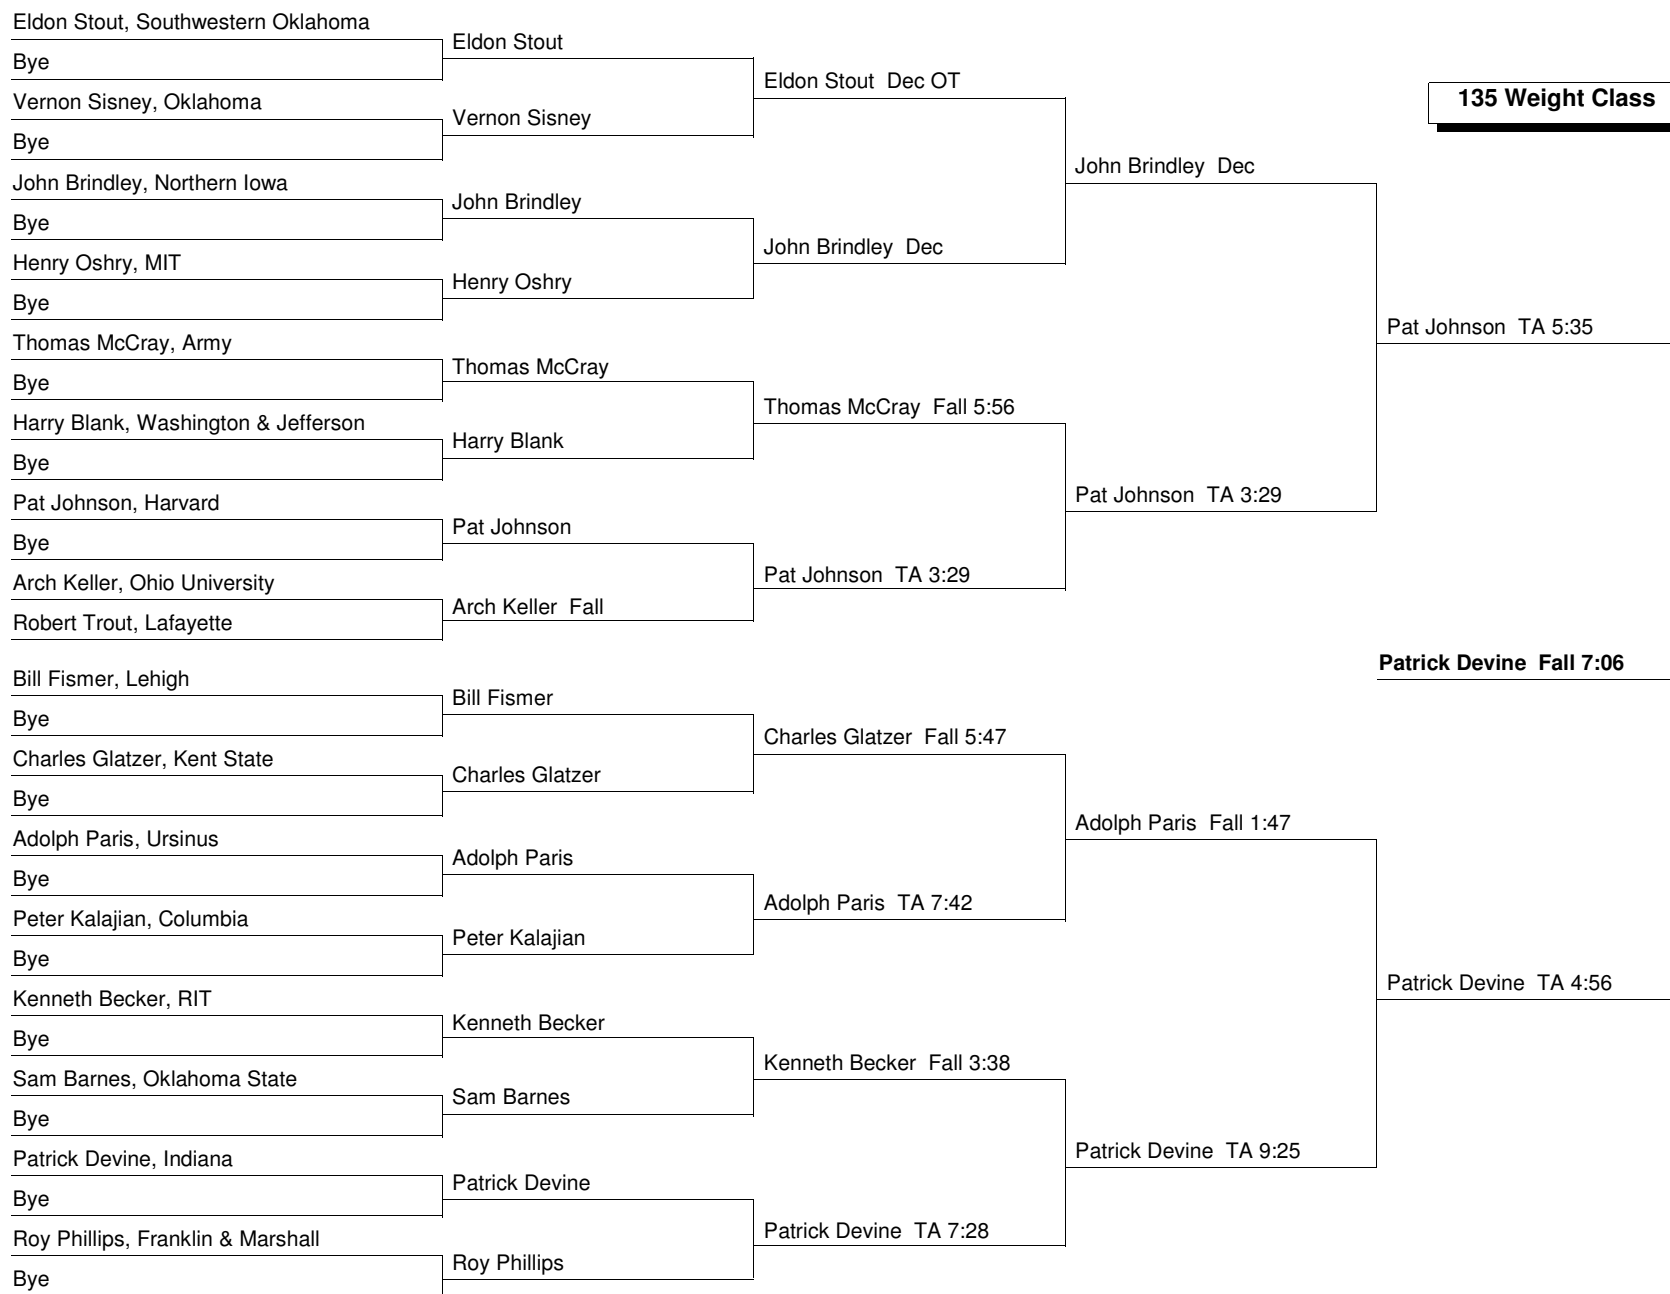 Eldon Stout, Southwestern Oklahoma
Bye
Vernon Sisney, Oklahoma
Bye
John Brindley, Northern Iowa
Bye
Henry Oshry, MIT
Bye
Thomas McCray, Army
Bye
Harry Blank, Washington & Jefferson
Bye
Pat Johnson, Harvard
Bye
Arch Keller, Ohio University
Robert Trout, Lafayette
Bill Fismer, Lehigh
Bye
Charles Glatzer, Kent State
Bye
Adolph Paris, Ursinus
Bye
Peter Kalajian, Columbia
Bye
Kenneth Becker, RIT
Bye
Sam Barnes, Oklahoma State
Bye
Patrick Devine, Indiana
Bye
Roy Phillips, Franklin & Marshall
Bye
Eldon Stout
Vernon Sisney
John Brindley
Henry Oshry
Thomas McCray
Harry Blank
Pat Johnson
Arch Keller Fall
Bill Fismer
Charles Glatzer
Adolph Paris
Peter Kalajian
Kenneth Becker
Sam Barnes
Patrick Devine
Roy Phillips
Eldon Stout Dec OT
John Brindley Dec
Thomas McCray Fall 5:56
Pat Johnson TA 3:29
Charles Glatzer Fall 5:47
Adolph Paris TA 7:42
Kenneth Becker Fall 3:38
Patrick Devine TA 7:28
John Brindley Dec
Pat Johnson TA 3:29
Adolph Paris Fall 1:47
Patrick Devine TA 9:25
135 Weight Class
Pat Johnson TA 5:35
Patrick Devine Fall 7:06
Patrick Devine TA 4:56